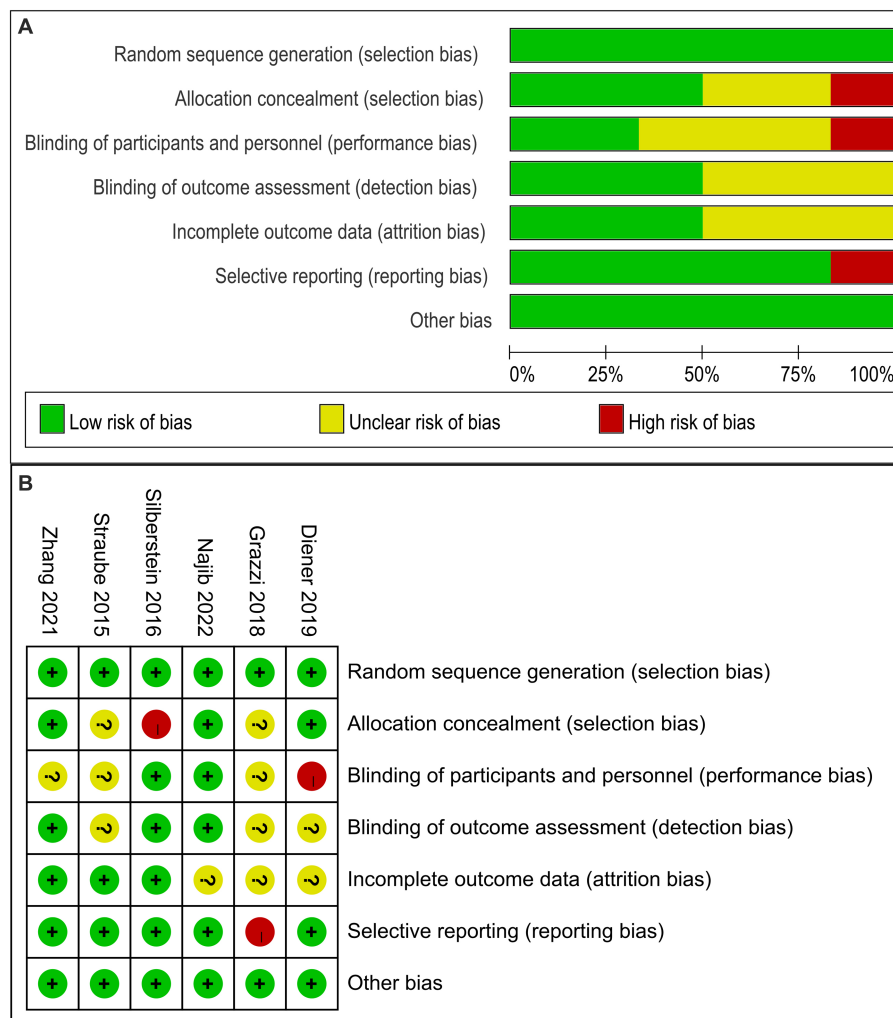 A
Random sequence generation (selection bias)
Allocation concealment (selection bias)
Blinding of participants and personnel (performance bias)
Blinding of outcome assessment (detection bias)
Incomplete outcome data (attrition bias)
Selective reporting (reporting bias)
Other bias
0% 25% 50% 75% 100%
Low risk of bias Unclear risk of bias High risk of bias
B
Zhang 2021
Straube 2015
Silberstein 2016
Najib 2022
Grazzi 2018
Diener 2019
+ + + + + + Random sequence generation (selection bias)
+ ? - + ? + Allocation concealment (selection bias)
? ? + + ? - Blinding of participants and personnel (performance bias)
+ ? + + ? ? Blinding of outcome assessment (detection bias)
+ + + ? ? ? Incomplete outcome data (attrition bias)
+ + + + - + Selective reporting (reporting bias)
+ + + + + + Other bias